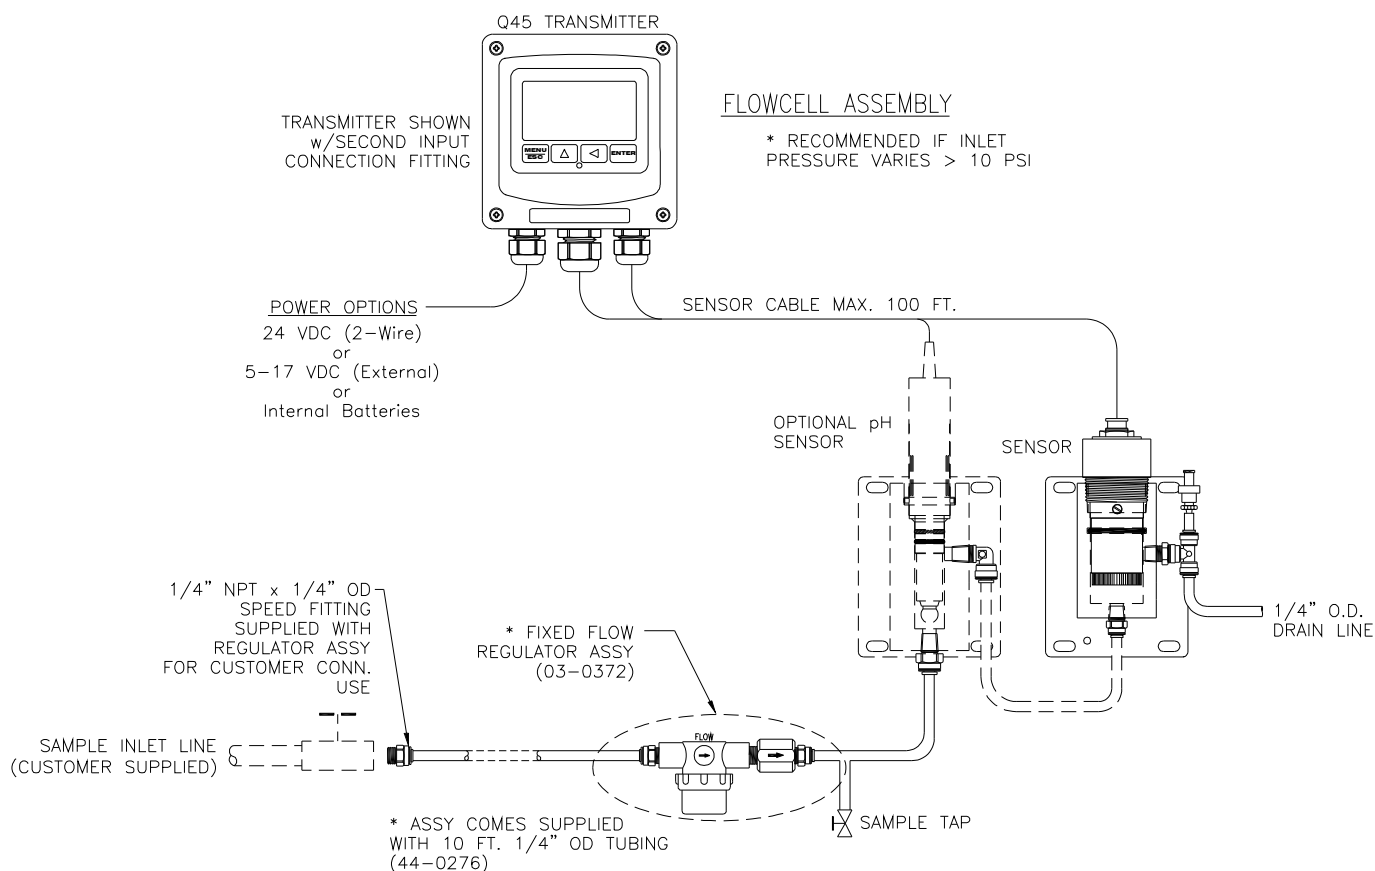 Q45 TRANSMITTER
TRANSMITTER SHOWN
w/SECOND INPUT
CONNECTION FITTING
MENU
ESC
ENTER
FLOWCELL ASSEMBLY
* RECOMMENDED IF INLET
PRESSURE VARIES > 10 PSI
POWER OPTIONS
24 VDC (2-Wire)
or
5-17 VDC (External)
or
Internal Batteries
SENSOR CABLE MAX. 100 FT.
OPTIONAL pH
SENSOR
SENSOR
1/4" NPT x 1/4" OD
SPEED FITTING
SUPPLIED WITH
REGULATOR ASSY
FOR CUSTOMER CONN.
USE
* FIXED FLOW
REGULATOR ASSY
(03-0372)
1/4" O.D.
DRAIN LINE
SAMPLE INLET LINE
(CUSTOMER SUPPLIED)
FLOW
* ASSY COMES SUPPLIED
WITH 10 FT. 1/4" OD TUBING
(44-0276)
SAMPLE TAP